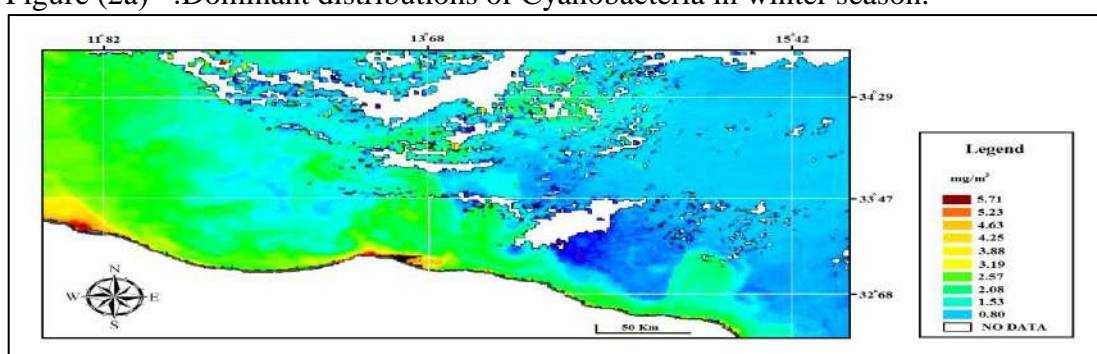 Figure (2a) .Dominant distributions of Cyanobacteria in winter season.
11°82 13°68 15°42
34°29
33°47
32°68
N
W E
S
50 Km
Legend
mg/m³
5.71
5.23
4.63
4.25
3.88
3.19
2.57
2.08
1.53
0.80
NO DATA